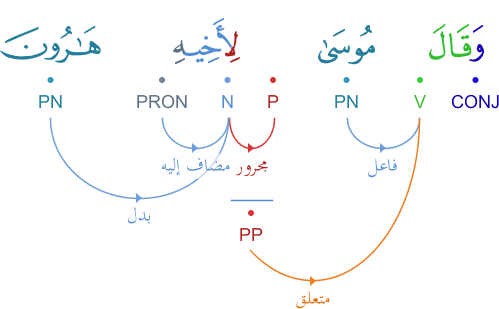 وَقَالَ مُوسَىٰ لِأَخِيهِ هَـٰرُونَ
CONJ V PN P N PRON PN
فاعل مجرور مضاف إليه
بدل
PP
متعلق